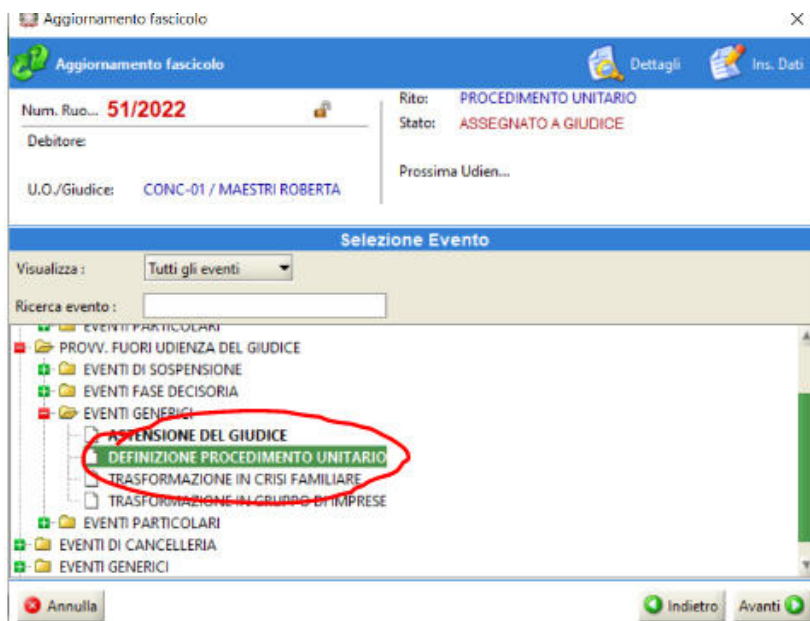 Aggiornamento fascicolo
Aggiornamento fascicolo
Dettagli
Ins. Dati
Num. Ruo... 51/2022
Debitore:
U.O./Giudice: CONC-01 / MAESTRI ROBERTA
Rito: PROCEDIMENTO UNITARIO
Stato: ASSEGNATO A GIUDICE
Prossima Udien...
Selezione Evento
Visualizza : Tutti gli eventi
Ricerca evento :
EVENTI PARTICOLARI
PROVV. FUORI UDIENZA DEL GIUDICE
EVENTI DI SOSPENSIONE
EVENTI FASE DECISORIA
EVENTI GENERICI
ASTENSIONE DEL GIUDICE
DEFINIZIONE PROCEDIMENTO UNITARIO
TRASFORMAZIONE IN CRISI FAMILIARE
TRASFORMAZIONE IN GRUPPO DI IMPRESE
EVENTI PARTICOLARI
EVENTI DI CANCELLERIA
EVENTI GENERICI
Annulla
Indietro
Avanti